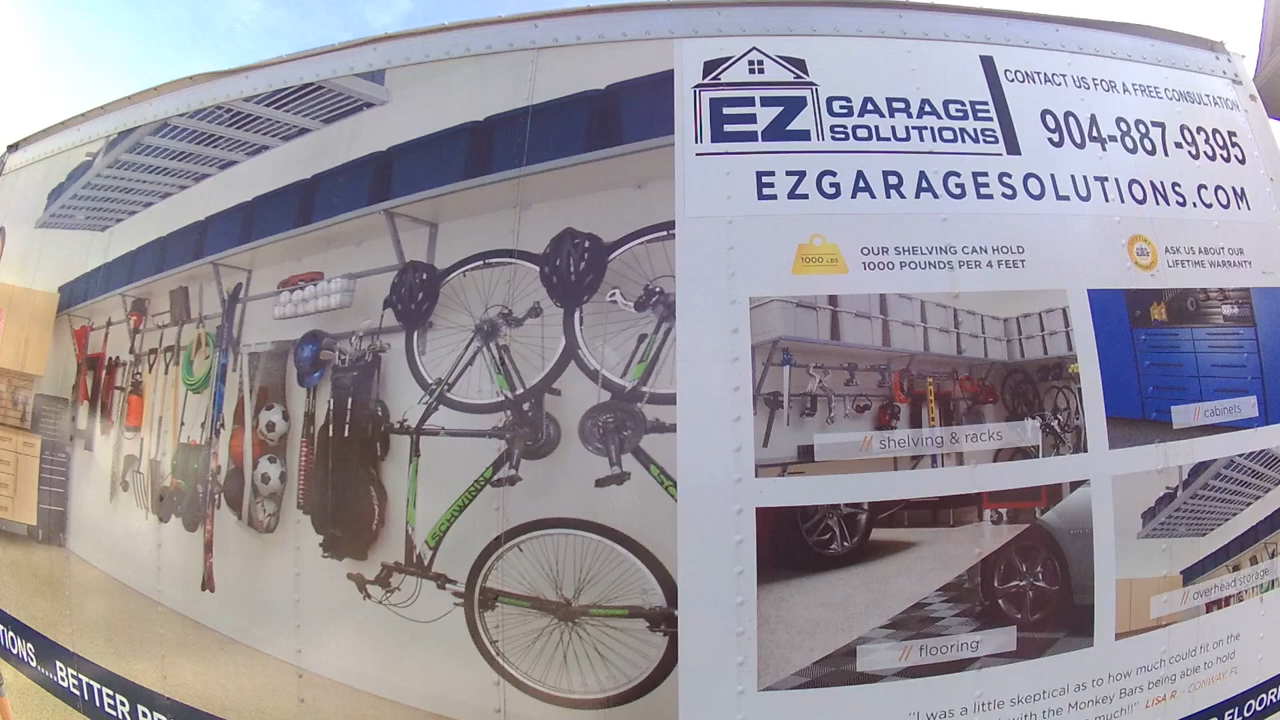 EZ GARAGE
SOLUTIONS
CONTACT US FOR A FREE CONSULTATION
904-887-9395
EZGARAGESOLUTIONS.COM
1000 LBS
OUR SHELVING CAN HOLD
1000 POUNDS PER 4 FEET
ASK US ABOUT OUR
LIFETIME WARRANTY
// shelving & racks
// cabinets
// flooring
// overhead storage
SCHWINN
"I was a little skeptical as to how much could fit on the
with the Monkey Bars being able to hold
much!!" LISA R - CONWAY, FL
TIONS.....BETTER
FLOOR